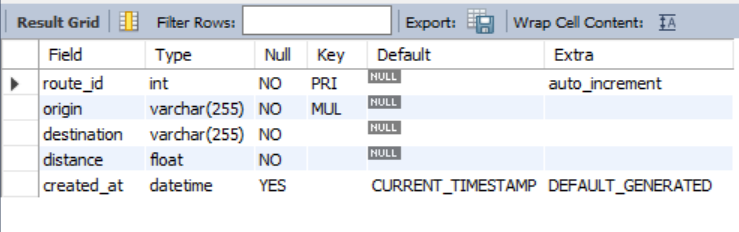 Result Grid Filter Rows: Export: Wrap Cell Content: IA
Field Type Null Key Default Extra
route_id int NO PRI NULL auto_increment
origin varchar(255) NO MUL NULL
destination varchar(255) NO NULL
distance float NO NULL
created_at datetime YES CURRENT_TIMESTAMP DEFAULT_GENERATED